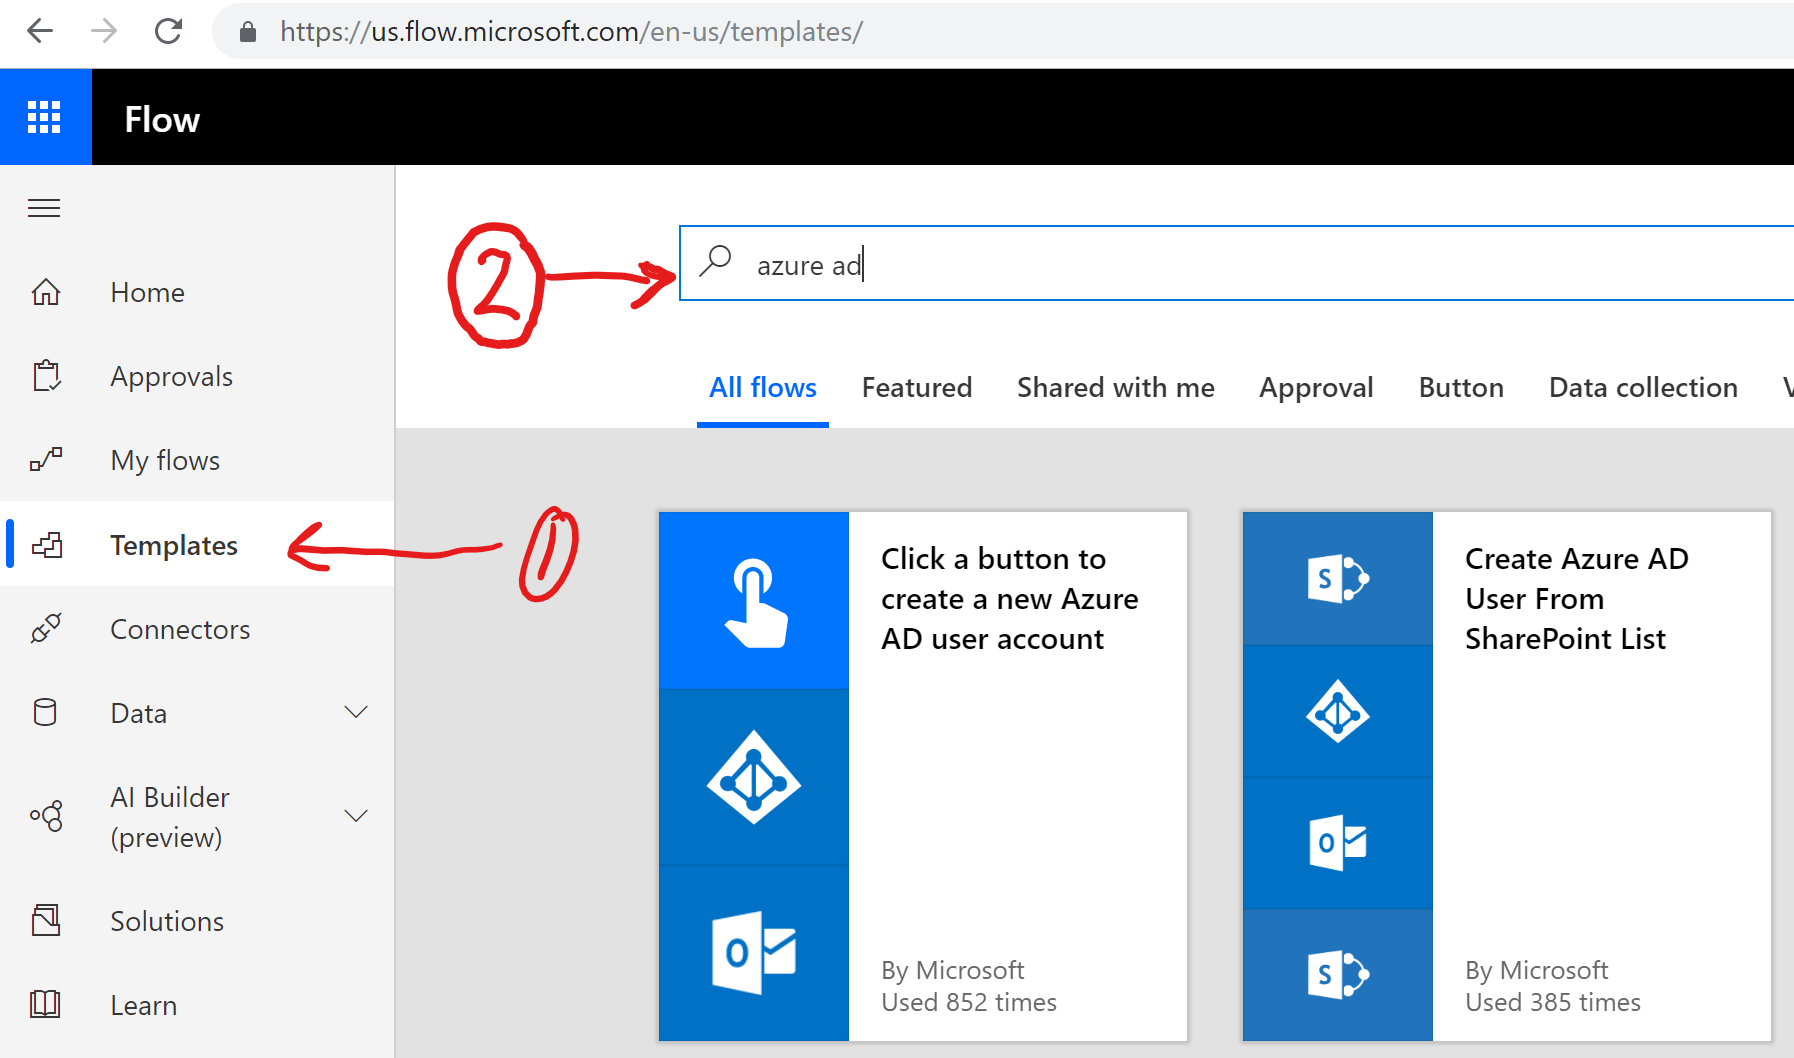 https://us.flow.microsoft.com/en-us/templates/
Flow
Home
Approvals
My flows
Templates
Connectors
Data
AI Builder
(preview)
Solutions
Learn
2
azure ad
All flows Featured Shared with me Approval Button Data collection
1
Click a button to
create a new Azure
AD user account
By Microsoft
Used 852 times
Create Azure AD
User From
SharePoint List
By Microsoft
Used 385 times